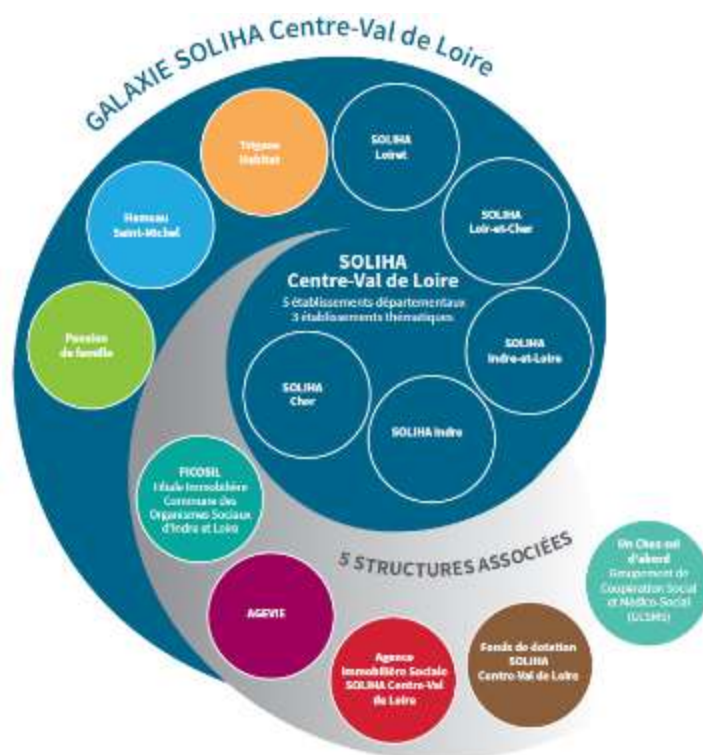 GALAXIE SOLIHA Centre-Val de Loire
Trigone
Habitat
SOLIHA
Loiret
Hameau
Saint-Michel
SOLIHA
Loir-et-Cher
SOLIHA
Centre-Val de Loire
5 établissements départementaux
3 établissements thématiques
Pension
de famille
SOLIHA
Indre-et-Loire
SOLIHA
Cher
SOLIHA Indre
FICOSIL
Filiale Immobilière
Commune des
Organismes Sociaux
d'Indre et Loire
5 STRUCTURES ASSOCIÉES
Un Chez-soi
d'abord
Groupement de
Coopération Social
et Médico-Social
(GCSMS)
AGEVIE
Agence
Immobilière Sociale
SOLIHA Centre-Val
de Loire
Fonds de dotation
SOLIHA
Centre-Val de Loire